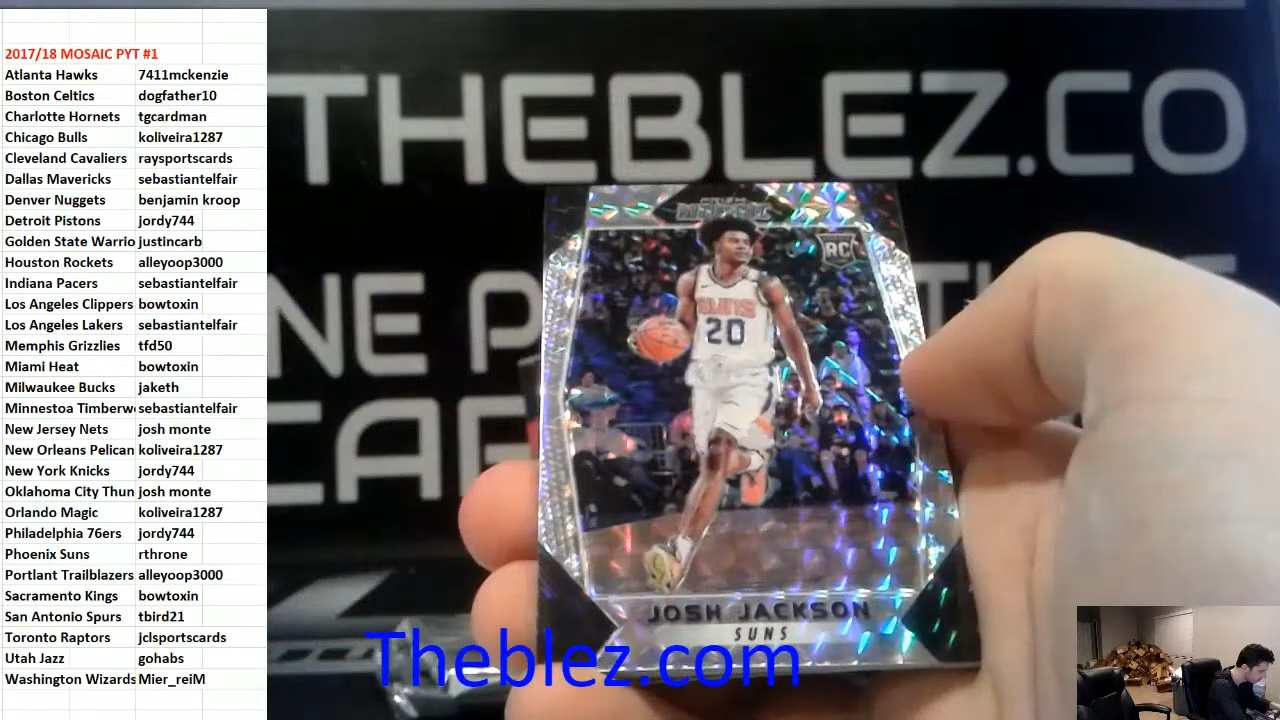 2017/18 MOSAIC PYT #1
Atlanta Hawks 7411mckenzie
Boston Celtics dogfather10
Charlotte Hornets tgcardman
Chicago Bulls koliveira1287
Cleveland Cavaliers raysportscards
Dallas Mavericks sebastiantelfair
Denver Nuggets benjamin kroop
Detroit Pistons jordy744
Golden State Warrio justincarb
Houston Rockets alleyoop3000
Indiana Pacers sebastiantelfair
Los Angeles Clippers bowtoxin
Los Angeles Lakers sebastiantelfair
Memphis Grizzlies tfd50
Miami Heat bowtoxin
Milwaukee Bucks jaketh
Minnestoa Timberw sebastiantelfair
New Jersey Nets josh monte
New Orleans Pelican koliveira1287
New York Knicks jordy744
Oklahoma City Thun josh monte
Orlando Magic koliveira1287
Philadelphia 76ers jordy744
Phoenix Suns rthrone
Portlant Trailblazers alleyoop3000
Sacramento Kings bowtoxin
San Antonio Spurs tbird21
Toronto Raptors jclsportscards
Utah Jazz gohabs
Washington Wizards Mier_reiM
THEBLEZ.CO
NE P
CAR
MOSAIC
RC
SUNS
20
JOSH JACKSON
SUNS
Theblez.com